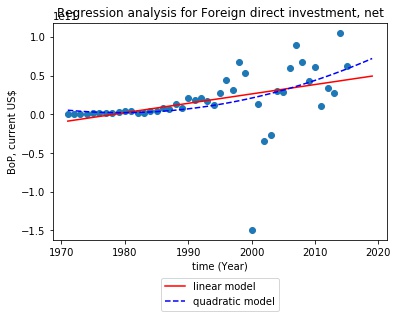 Regression analysis for Foreign direct investment, net
1e11
1.0
0.5
0.0
−0.5
−1.0
−1.5
BoP, current US$
1970 1980 1990 2000 2010 2020
time (Year)
linear model
quadratic model